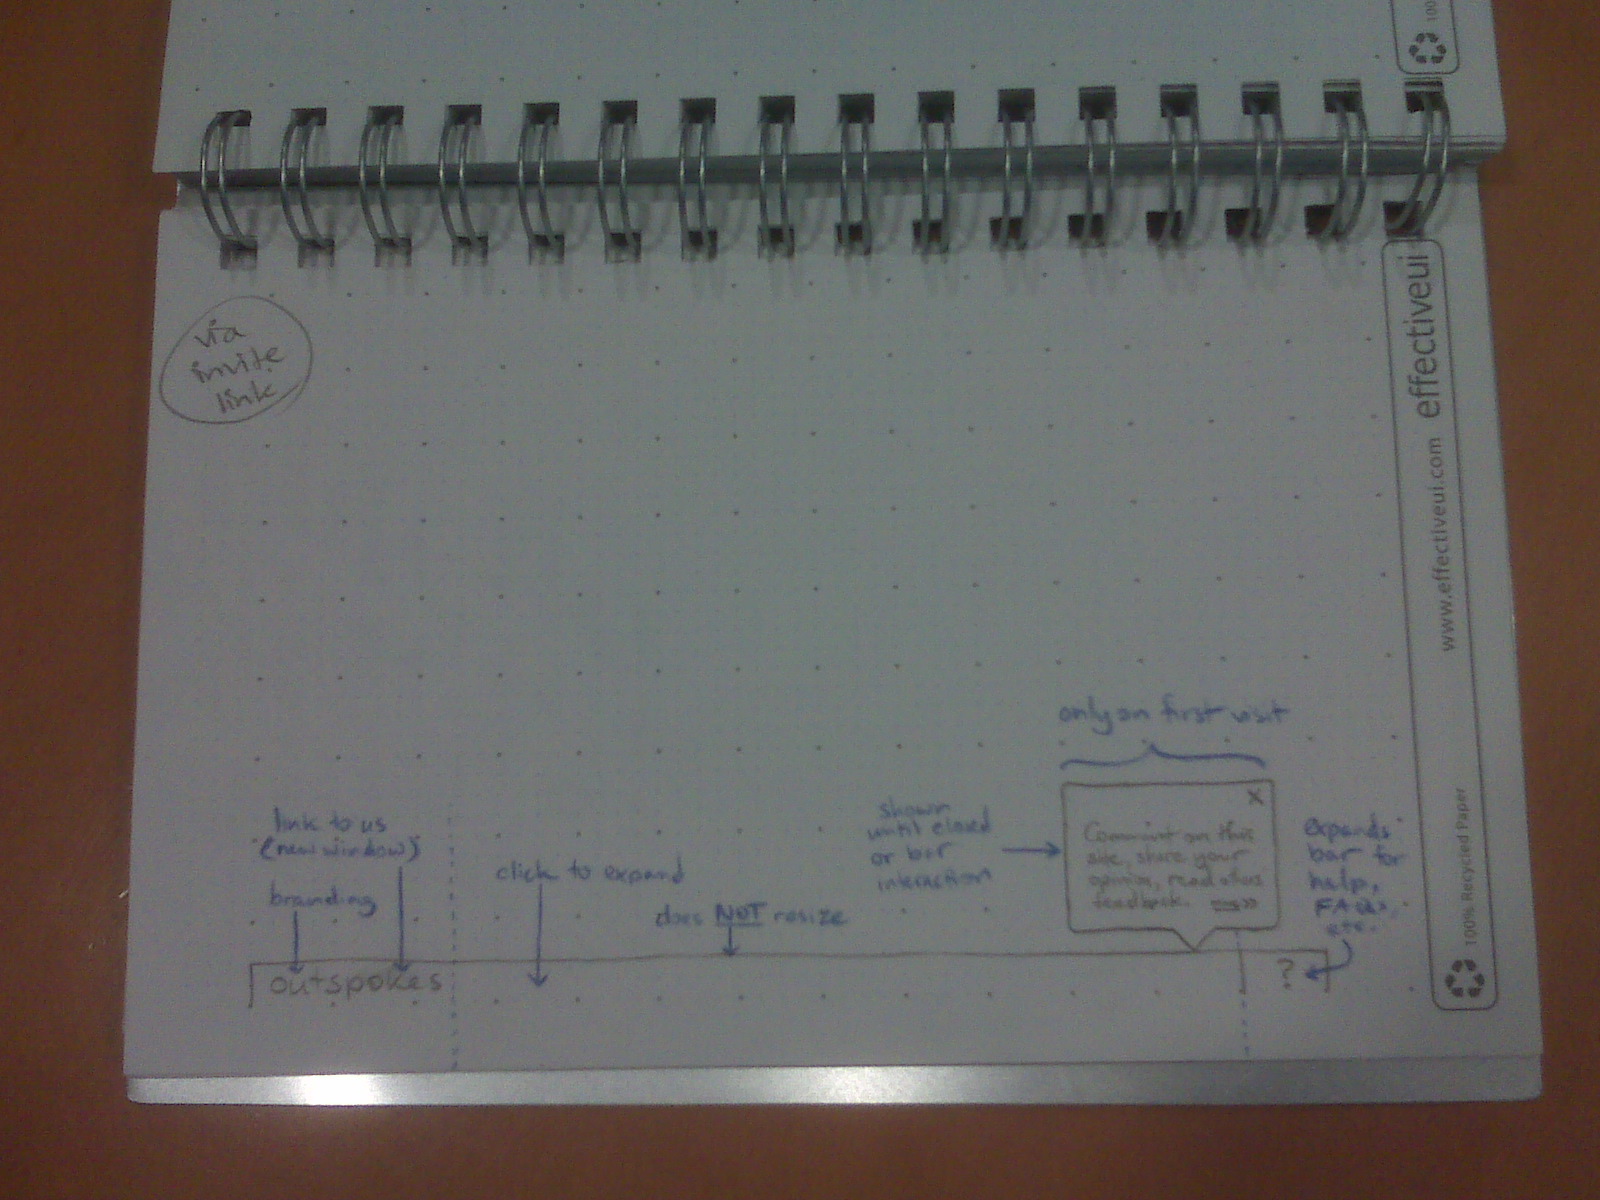 100
via
invite
link
effectiveui
www.effectiveui.com
100% Recycled Paper
only on first visit
link to us
(new window)
branding
click to expand
does NOT resize
shown
until closed
or bar
interaction
X
Comment on this
site, share your
opinion, read others
feedback.
expands
bar for
help,
FAQs,
etc.
outspokes
?